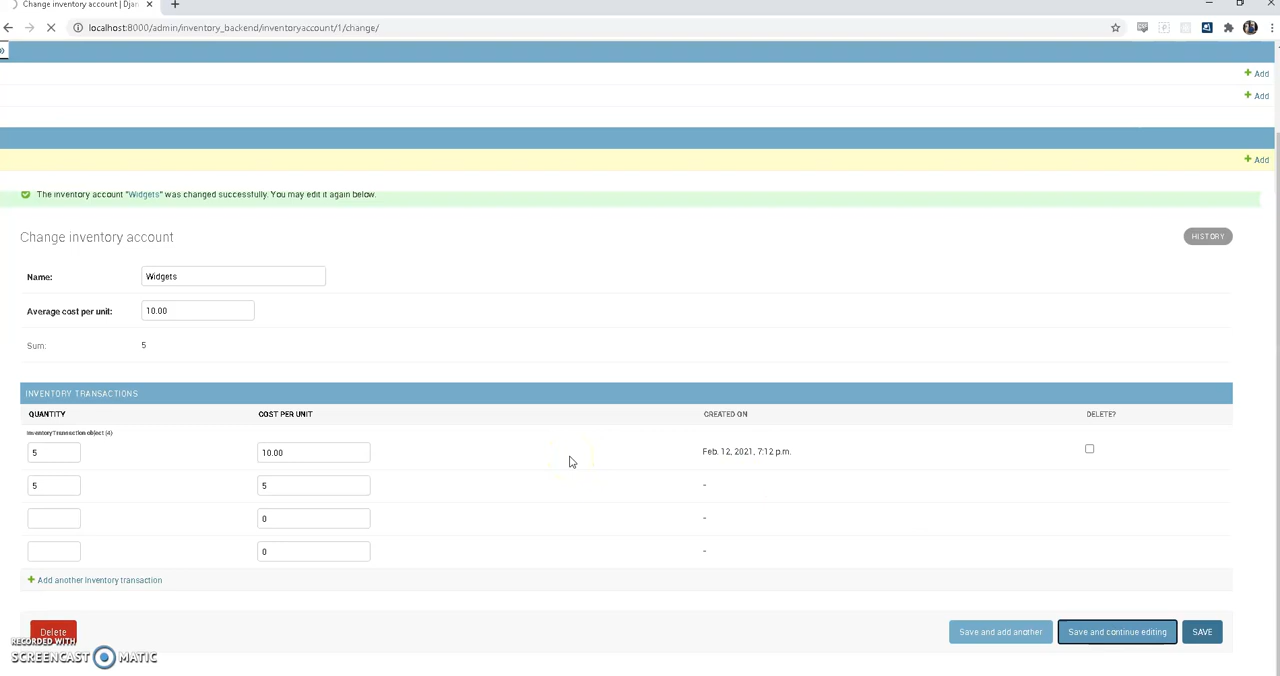 Change inventory account | Djan
localhost:8000/admin/inventory_backend/inventoryaccount/1/change/
»
+ Add
+ Add
+ Add
The inventory account "Widgets" was changed successfully. You may edit it again below.
Change inventory account
HISTORY
Name: Widgets
Average cost per unit: 10.00
Sum: 5
INVENTORY TRANSACTIONS
QUANTITY COST PER UNIT CREATED ON DELETE?
InventoryTransaction object (4)
5 10.00 Feb. 12, 2021, 7:12 p.m.
5 5 -
0 -
0 -
+ Add another Inventory transaction
Delete Save and add another Save and continue editing SAVE
RECORDED WITH
SCREENCAST MATIC